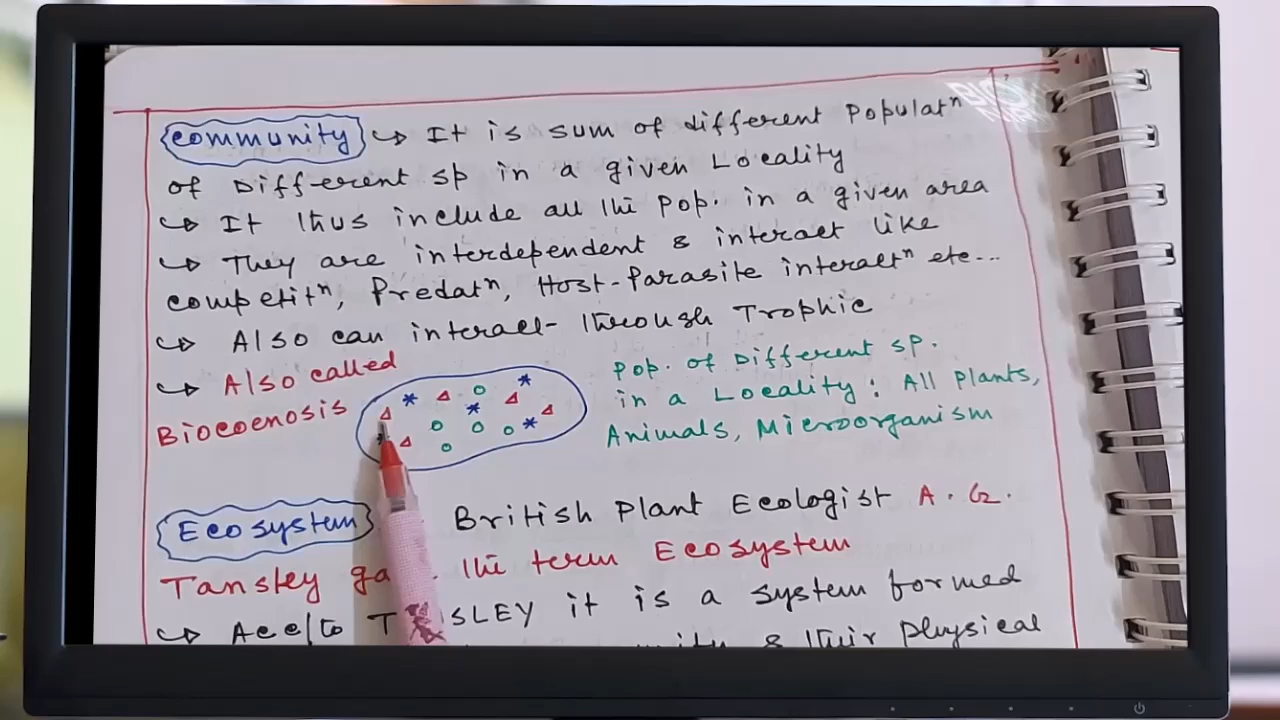 community ↳ It is sum of different Populatⁿ
of Different sp in a given Locality
↳ It thus include all the pop. in a given area
↳ They are interdependent & interact like
competitⁿ, Predatⁿ, Host-Parasite interactⁿ etc...
↳ Also can interact through Trophic
↳ Also called
Biocoenosis
Pop. of Different sp.
in a Locality: All plants,
Animals, Microorganism
Ecosystem British plant Ecologist A. G.
Tansley ga the term Ecosystem
↳ Acc/to T SLEY it is a system formed
& their physical